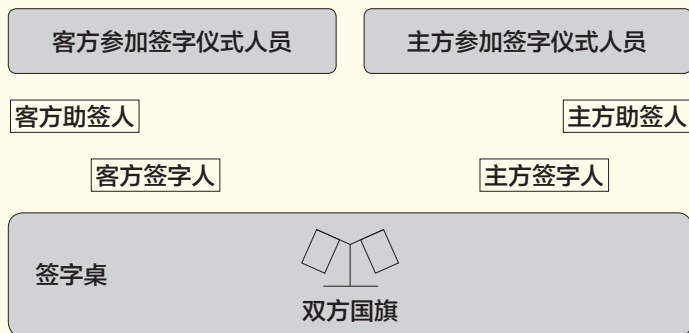 客方参加签字仪式人员
主方参加签字仪式人员
客方助签人
主方助签人
客方签字人
主方签字人
签字桌
双方国旗